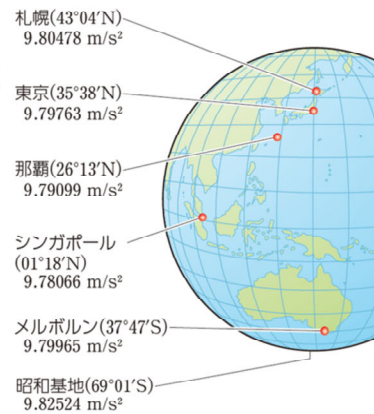 札幌(43°04′N)
9.80478 m/s²
東京(35°38′N)
9.79763 m/s²
那覇(26°13′N)
9.79099 m/s²
シンガポール
(01°18′N)
9.78066 m/s²
メルボルン(37°47′S)
9.79965 m/s²
昭和基地(69°01′S)
9.82524 m/s²